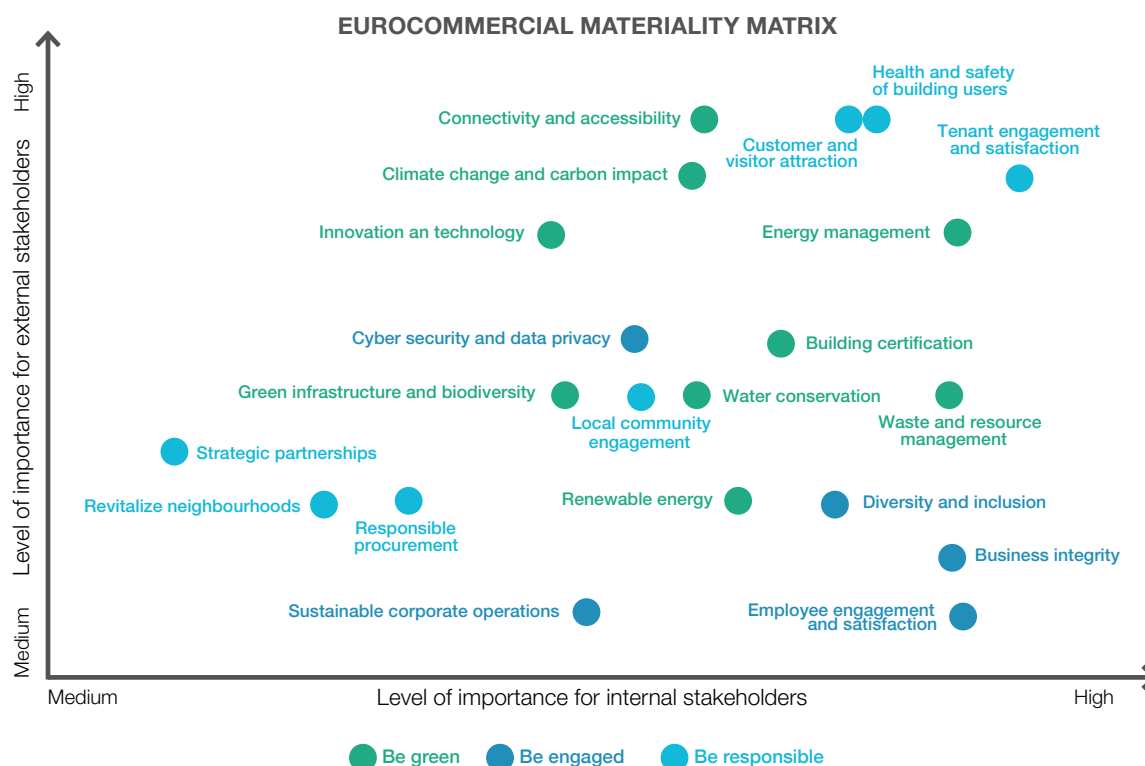 EUROCOMMERCIAL MATERIALITY MATRIX
High
Level of importance for external stakeholders
Medium
Health and safety
of building users
Connectivity and accessibility
Customer and
visitor attraction
Tenant engagement
and satisfaction
Climate change and carbon impact
Innovation an technology
Energy management
Cyber security and data privacy
Building certification
Green infrastructure and biodiversity
Local community
engagement
Water conservation
Waste and resource
management
Strategic partnerships
Revitalize neighbourhoods
Responsible
procurement
Renewable energy
Diversity and inclusion
Business integrity
Sustainable corporate operations
Employee engagement
and satisfaction
Medium
Level of importance for internal stakeholders
High
Be green
Be engaged
Be responsible